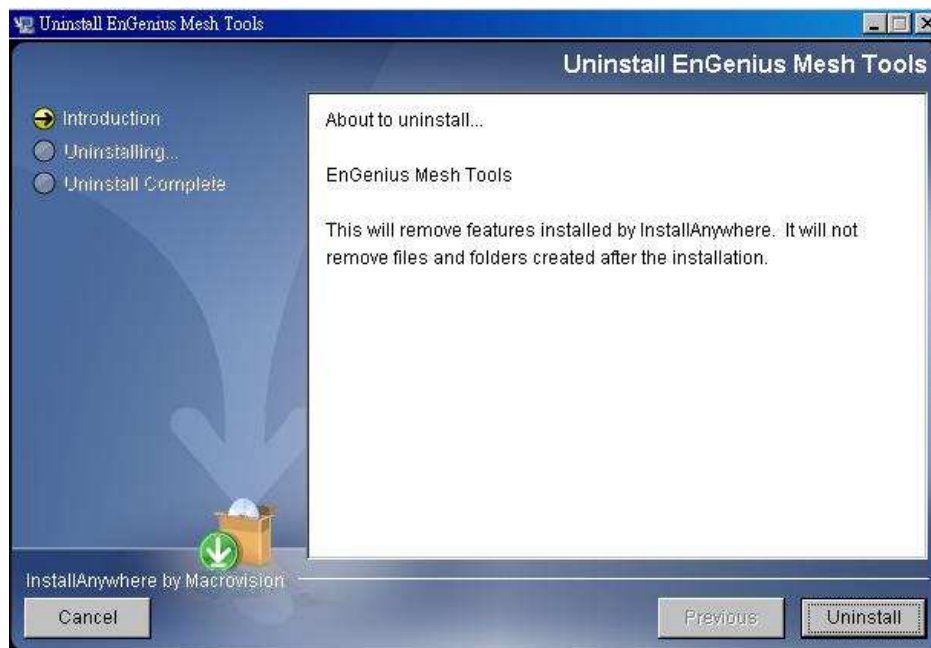 Uninstall EnGenius Mesh Tools
Uninstall EnGenius Mesh Tools
Introduction
Uninstalling...
Uninstall Complete
About to uninstall...
EnGenius Mesh Tools
This will remove features installed by InstallAnywhere. It will not
remove files and folders created after the installation.
InstallAnywhere by Macrovision
Cancel
Previous
Uninstall